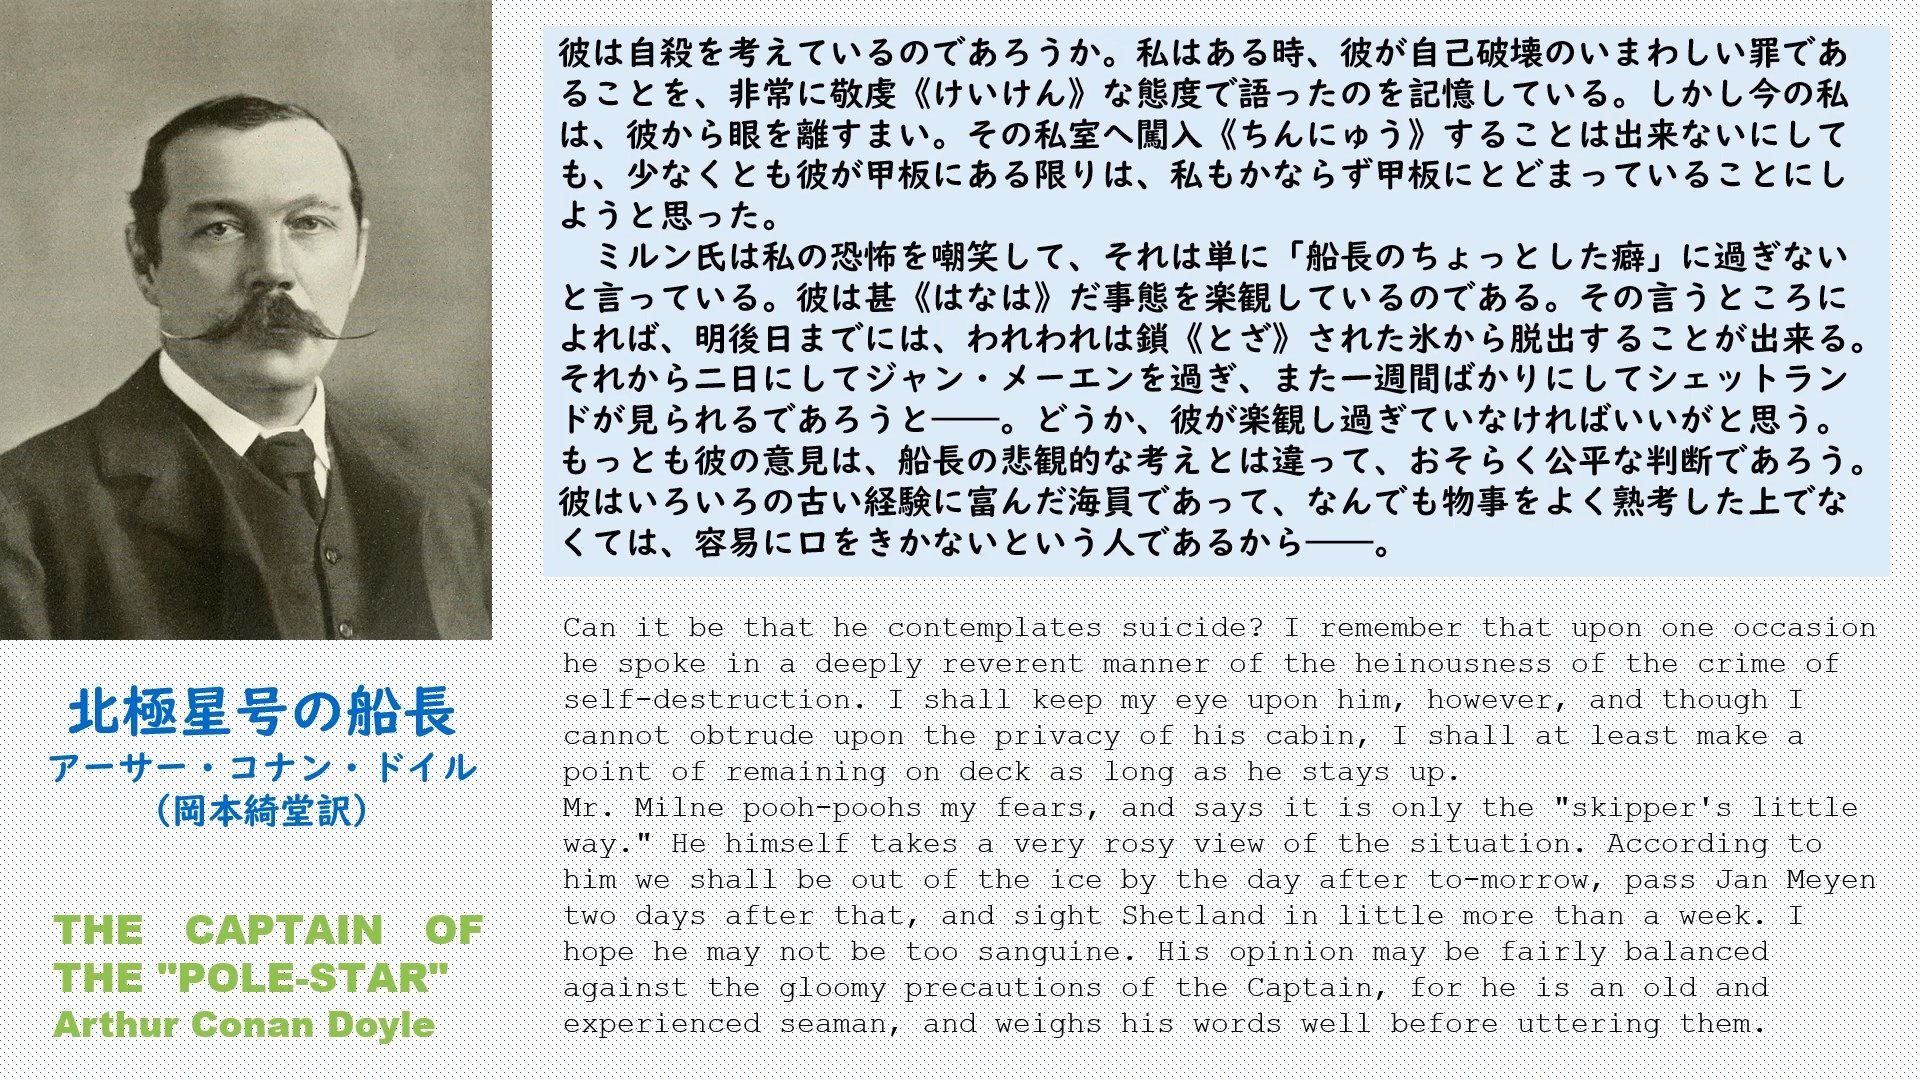 彼は自殺を考えているのであろうか。私はある時、彼が自己破壊のいまわしい罪であ
ることを、非常に敬虔《けいけん》な態度で語ったのを記憶している。しかし今の私
は、彼から眼を離すまい。その私室へ闖入《ちんにゅう》することは出来ないにして
も、少なくとも彼が甲板にある限りは、私もかならず甲板にとどまっていることにし
ようと思った。
　ミルン氏は私の恐怖を嘲笑して、それは単に「船長のちょっとした癖」に過ぎない
と言っている。彼は甚《はなは》だ事態を楽観しているのである。その言うところに
よれば、明後日までには、われわれは鎖《とざ》された氷から脱出することが出来る。
それから二日にしてジャン・メーエンを過ぎ、また一週間ばかりにしてシェットラン
ドが見られるであろうと――。どうか、彼が楽観し過ぎていなければいいがと思う。
もっとも彼の意見は、船長の悲観的な考えとは違って、おそらく公平な判断であろう。
彼はいろいろの古い経験に富んだ海員であって、なんでも物事をよく熟考した上でな
くては、容易に口をきかないという人であるから――。
Can it be that he contemplates suicide? I remember that upon one occasion
he spoke in a deeply reverent manner of the heinousness of the crime of
self-destruction. I shall keep my eye upon him, however, and though I
cannot obtrude upon the privacy of his cabin, I shall at least make a
point of remaining on deck as long as he stays up.
Mr. Milne pooh-poohs my fears, and says it is only the "skipper's little
way." He himself takes a very rosy view of the situation. According to
him we shall be out of the ice by the day after to-morrow, pass Jan Meyen
two days after that, and sight Shetland in little more than a week. I
hope he may not be too sanguine. His opinion may be fairly balanced
against the gloomy precautions of the Captain, for he is an old and
experienced seaman, and weighs his words well before uttering them.
北極星号の船長
アーサー・コナン・ドイル
（岡本綺堂訳）
THE CAPTAIN OF
THE "POLE-STAR"
Arthur Conan Doyle